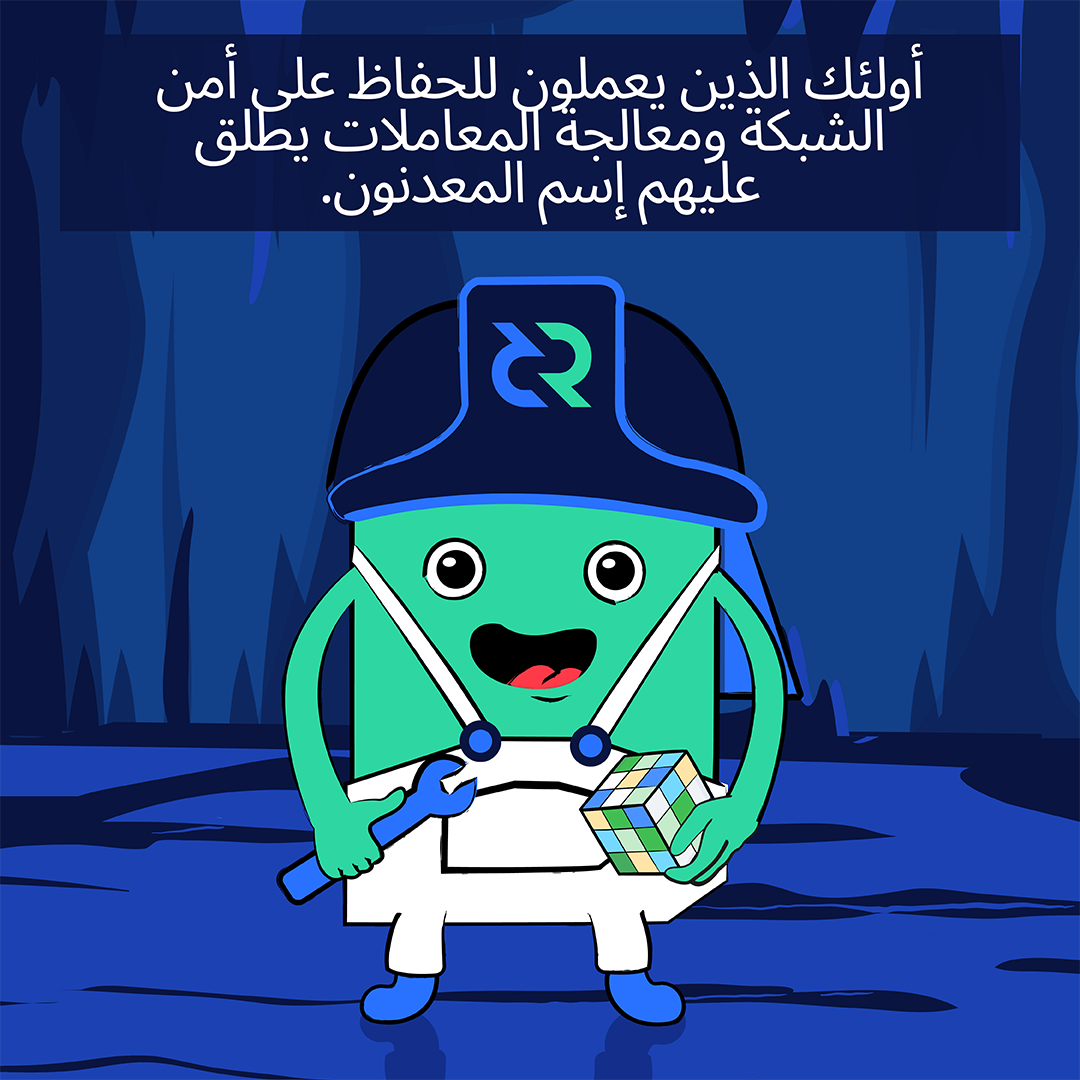 أولئك الذين يعملون للحفاظ على أمن
الشبكة ومعالجة المعاملات يطلق
عليهم إسم المعدنون.